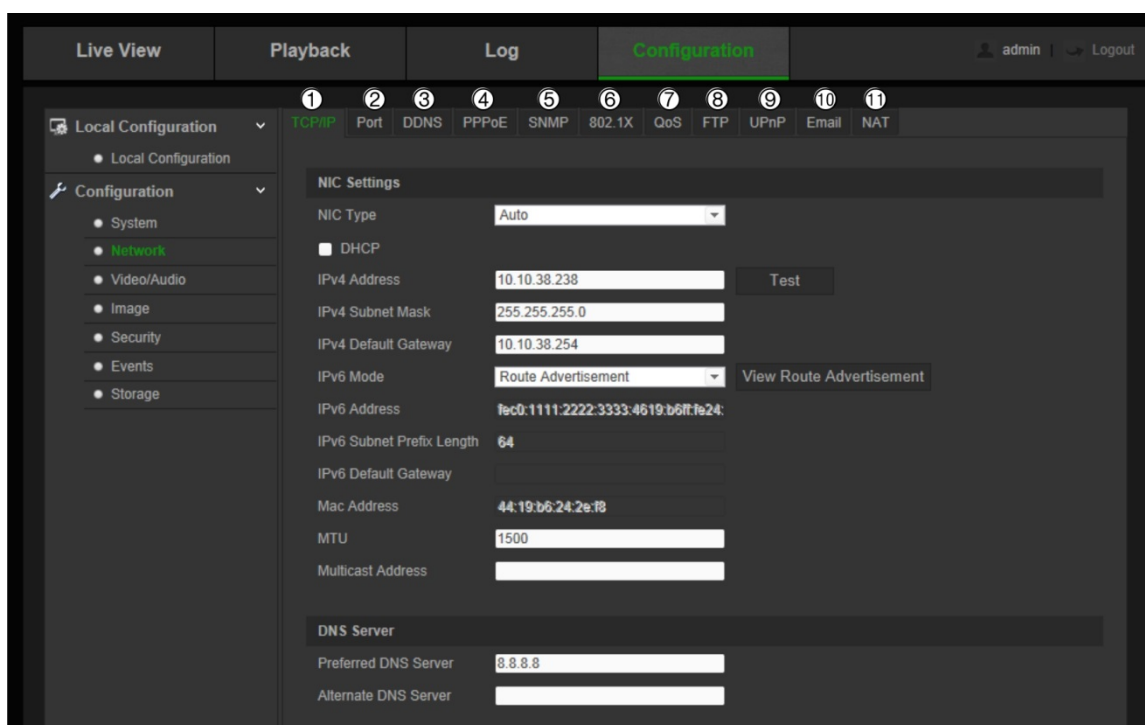 Live View Playback Log Configuration admin Logout
① ② ③ ④ ⑤ ⑥ ⑦ ⑧ ⑨ ⑩ ⑪
TCP/IP Port DDNS PPPoE SNMP 802.1X QoS FTP UPnP Email NAT
Local Configuration
Local Configuration
Configuration
System
Network
Video/Audio
Image
Security
Events
Storage
NIC Settings
NIC Type Auto
DHCP
IPv4 Address 10.10.38.238 Test
IPv4 Subnet Mask 255.255.255.0
IPv4 Default Gateway 10.10.38.254
IPv6 Mode Route Advertisement View Route Advertisement
IPv6 Address fec0:1111:2222:3333:4619:b6ff:fe24:
IPv6 Subnet Prefix Length 64
IPv6 Default Gateway
Mac Address 44:19:b6:24:2e:f8
MTU 1500
Multicast Address
DNS Server
Preferred DNS Server 8.8.8.8
Alternate DNS Server